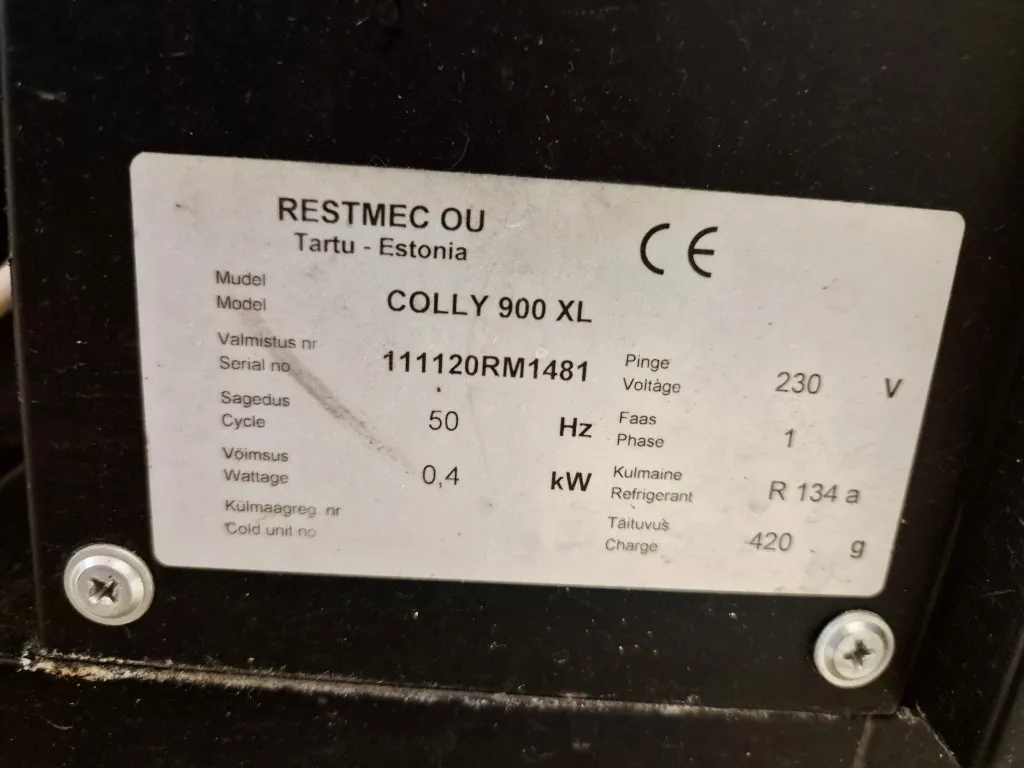 RESTMEC OU
Tartu - Estonia
CE
Mudel
Model
COLLY 900 XL
Valmistus nr
Serial no
111120RM1481
Pinge
Voltage
230 V
Sagedus
Cycle
50 Hz
Faas
Phase
1
Võimsus
Wattage
0,4 kW
Kulmaine
Refrigerant
R 134 a
Külmaagreg nr
Cold unit no
Täituvus
Charge
420 g